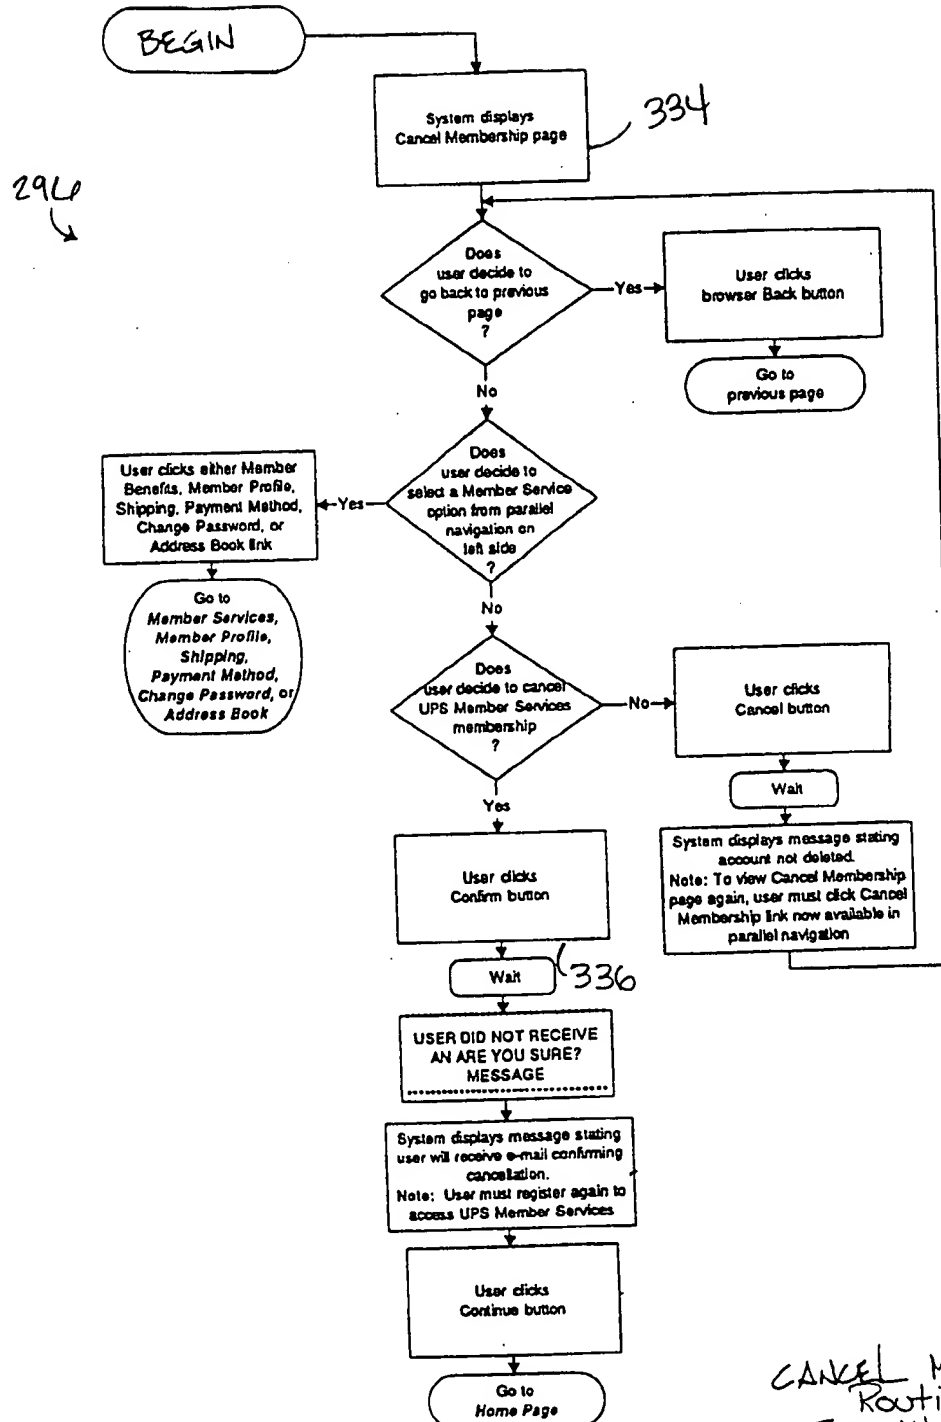 BEGIN
System displays
Cancel Membership page
334
Does
user decide to
go back to previous
page
?
Yes
User clicks
browser Back button
Go to
previous page
No
Does
user decide to
select a Member Service
option from parallel
navigation on
left side
?
Yes
User clicks either Member
Benefits, Member Profile,
Shipping, Payment Method,
Change Password, or
Address Book link
Go to
Member Services,
Member Profile,
Shipping,
Payment Method,
Change Password, or
Address Book
No
Does
user decide to cancel
UPS Member Services
membership
?
No
User clicks
Cancel button
Wait
System displays message stating
account not deleted.
Note: To view Cancel Membership
page again, user must click Cancel
Membership link now available in
parallel navigation
Yes
User clicks
Confirm button
Wait
336
USER DID NOT RECEIVE
AN ARE YOU SURE?
MESSAGE
System displays message stating
user will receive e-mail confirming
cancellation.
Note: User must register again to
access UPS Member Services
User clicks
Continue button
Go to
Home Page
CANCEL